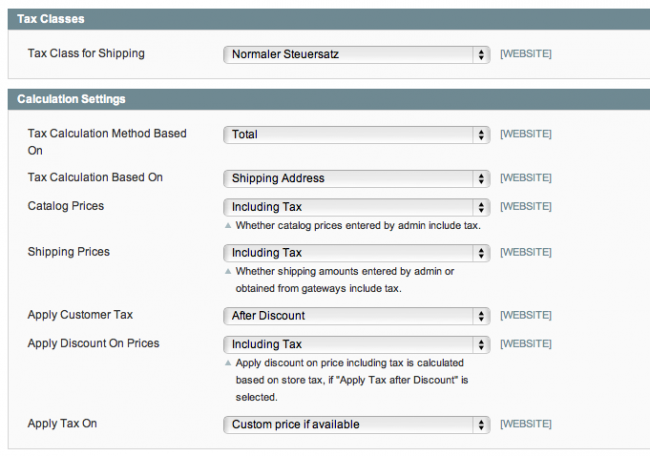 Tax Classes
Tax Class for Shipping
Normaler Steuersatz
[WEBSITE]
Calculation Settings
Tax Calculation Method Based
On
Total
[WEBSITE]
Tax Calculation Based On
Shipping Address
[WEBSITE]
Catalog Prices
Including Tax
[WEBSITE]
Whether catalog prices entered by admin include tax.
Shipping Prices
Including Tax
[WEBSITE]
Whether shipping amounts entered by admin or
obtained from gateways include tax.
Apply Customer Tax
After Discount
[WEBSITE]
Apply Discount On Prices
Including Tax
[WEBSITE]
Apply discount on price including tax is calculated
based on store tax, if "Apply Tax after Discount" is
selected.
Apply Tax On
Custom price if available
[WEBSITE]